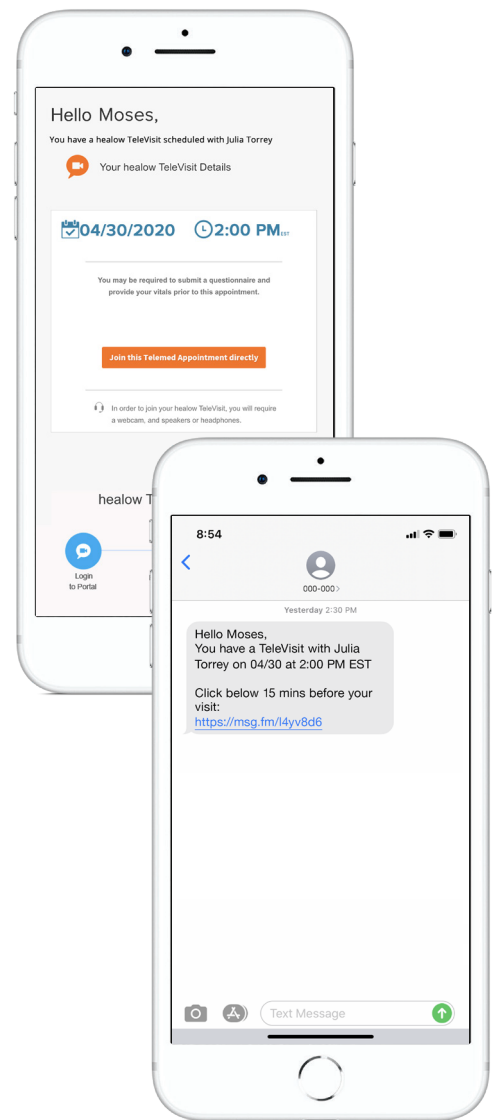 Hello Moses,
You have a healow TeleVisit scheduled with Julia Torrey
Your healow TeleVisit Details
04/30/2020 2:00 PM EST
You may be required to submit a questionnaire and
provide your vitals prior to this appointment.
Join this Telemed Appointment directly
In order to join your healow TeleVisit, you will require
a webcam, and speakers or headphones.
healow T
Login
to Portal
8:54
000-000>
Yesterday 2:30 PM
Hello Moses,
You have a TeleVisit with Julia
Torrey on 04/30 at 2:00 PM EST
Click below 15 mins before your
visit:
https://msg.fm/l4yv8d6
Text Message